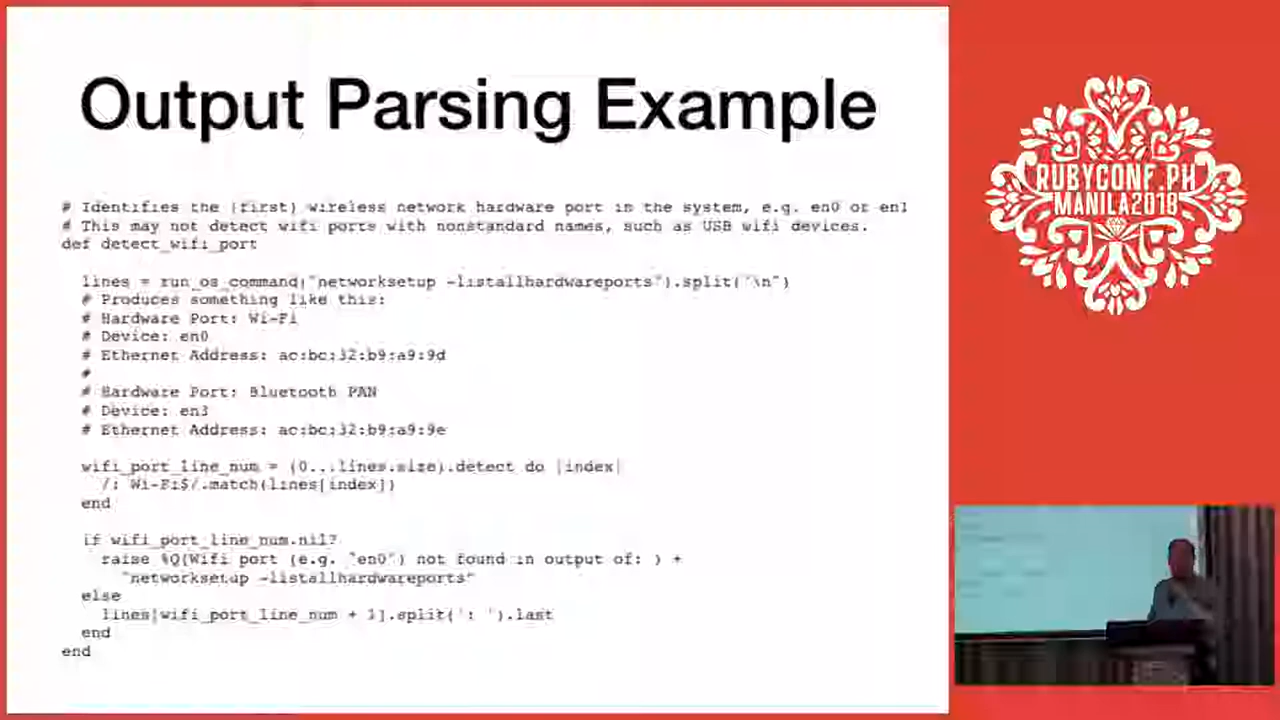 Output Parsing Example
# Identifies the (first) wireless network hardware port in the system, e.g. en0 or en1
# This may not detect wifi ports with nonstandard names, such as USB wifi devices.
def detect_wifi_port
lines = run_os_command("networksetup -listallhardwareports").split("\n")
# Produces something like this:
# Hardware Port: Wi-Fi
# Device: en0
# Ethernet Address: ac:bc:32:b9:a9:9d
#
# Hardware Port: Bluetooth PAN
# Device: en3
# Ethernet Address: ac:bc:32:b9:a9:9e
wifi_port_line_num = (0...lines.size).detect do |index|
/: Wi-Fi$/.match(lines[index])
end
if wifi_port_line_num.nil?
raise %Q(Wifi port (e.g. "en0") not found in output of: ) +
"networksetup -listallhardwareports"
else
lines[wifi_port_line_num + 1].split(': ').last
end
end
RUBYCONF.PH
MANILA2018